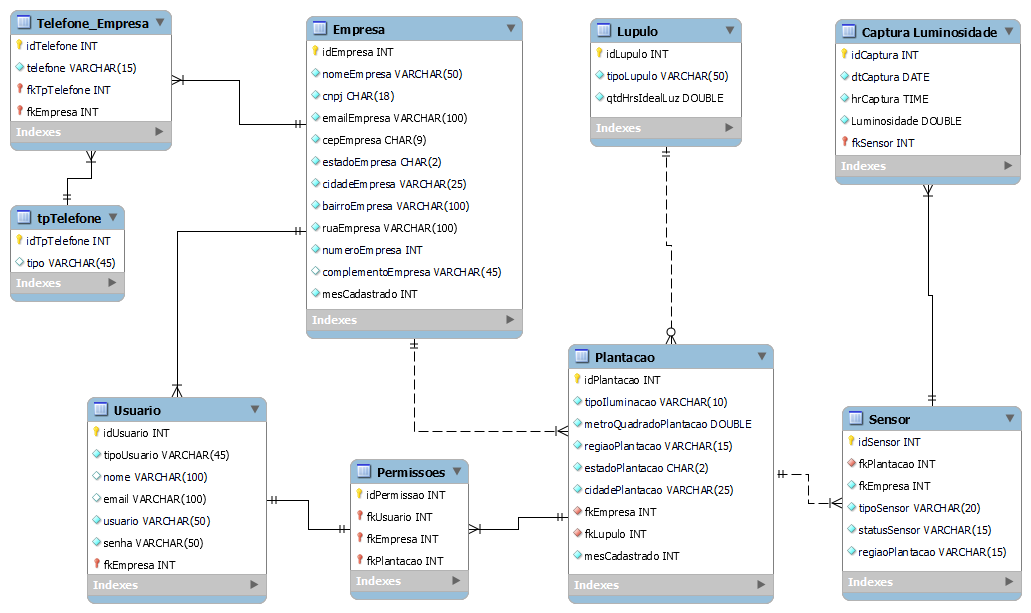 Telefone_Empresa
idTelefone INT
telefone VARCHAR(15)
fkTpTelefone INT
fkEmpresa INT
Indexes
tpTelefone
idTpTelefone INT
tipo VARCHAR(45)
Indexes
Empresa
idEmpresa INT
nomeEmpresa VARCHAR(50)
cnpj CHAR(18)
emailEmpresa VARCHAR(100)
cepEmpresa CHAR(9)
estadoEmpresa CHAR(2)
cidadeEmpresa VARCHAR(25)
bairroEmpresa VARCHAR(100)
ruaEmpresa VARCHAR(100)
numeroEmpresa INT
complementoEmpresa VARCHAR(45)
mesCadastrado INT
Indexes
Lupulo
idLupulo INT
tipoLupulo VARCHAR(50)
qtdHrsIdealLuz DOUBLE
Indexes
Captura Luminosidade
idCaptura INT
dtCaptura DATE
hrCaptura TIME
Luminosidade DOUBLE
fkSensor INT
Indexes
Usuario
idUsuario INT
tipoUsuario VARCHAR(45)
nome VARCHAR(100)
email VARCHAR(100)
usuario VARCHAR(50)
senha VARCHAR(50)
fkEmpresa INT
Indexes
Permissoes
idPermissao INT
fkUsuario INT
fkEmpresa INT
fkPlantacao INT
Indexes
Plantacao
idPlantacao INT
tipoIluminacao VARCHAR(10)
metroQuadradoPlantacao DOUBLE
regiaoPlantacao VARCHAR(15)
estadoPlantacao CHAR(2)
cidadePlantacao VARCHAR(25)
fkEmpresa INT
fkLupulo INT
mesCadastrado INT
Indexes
Sensor
idSensor INT
fkPlantacao INT
fkEmpresa INT
tipoSensor VARCHAR(20)
statusSensor VARCHAR(15)
regiaoPlantacao VARCHAR(15)
Indexes